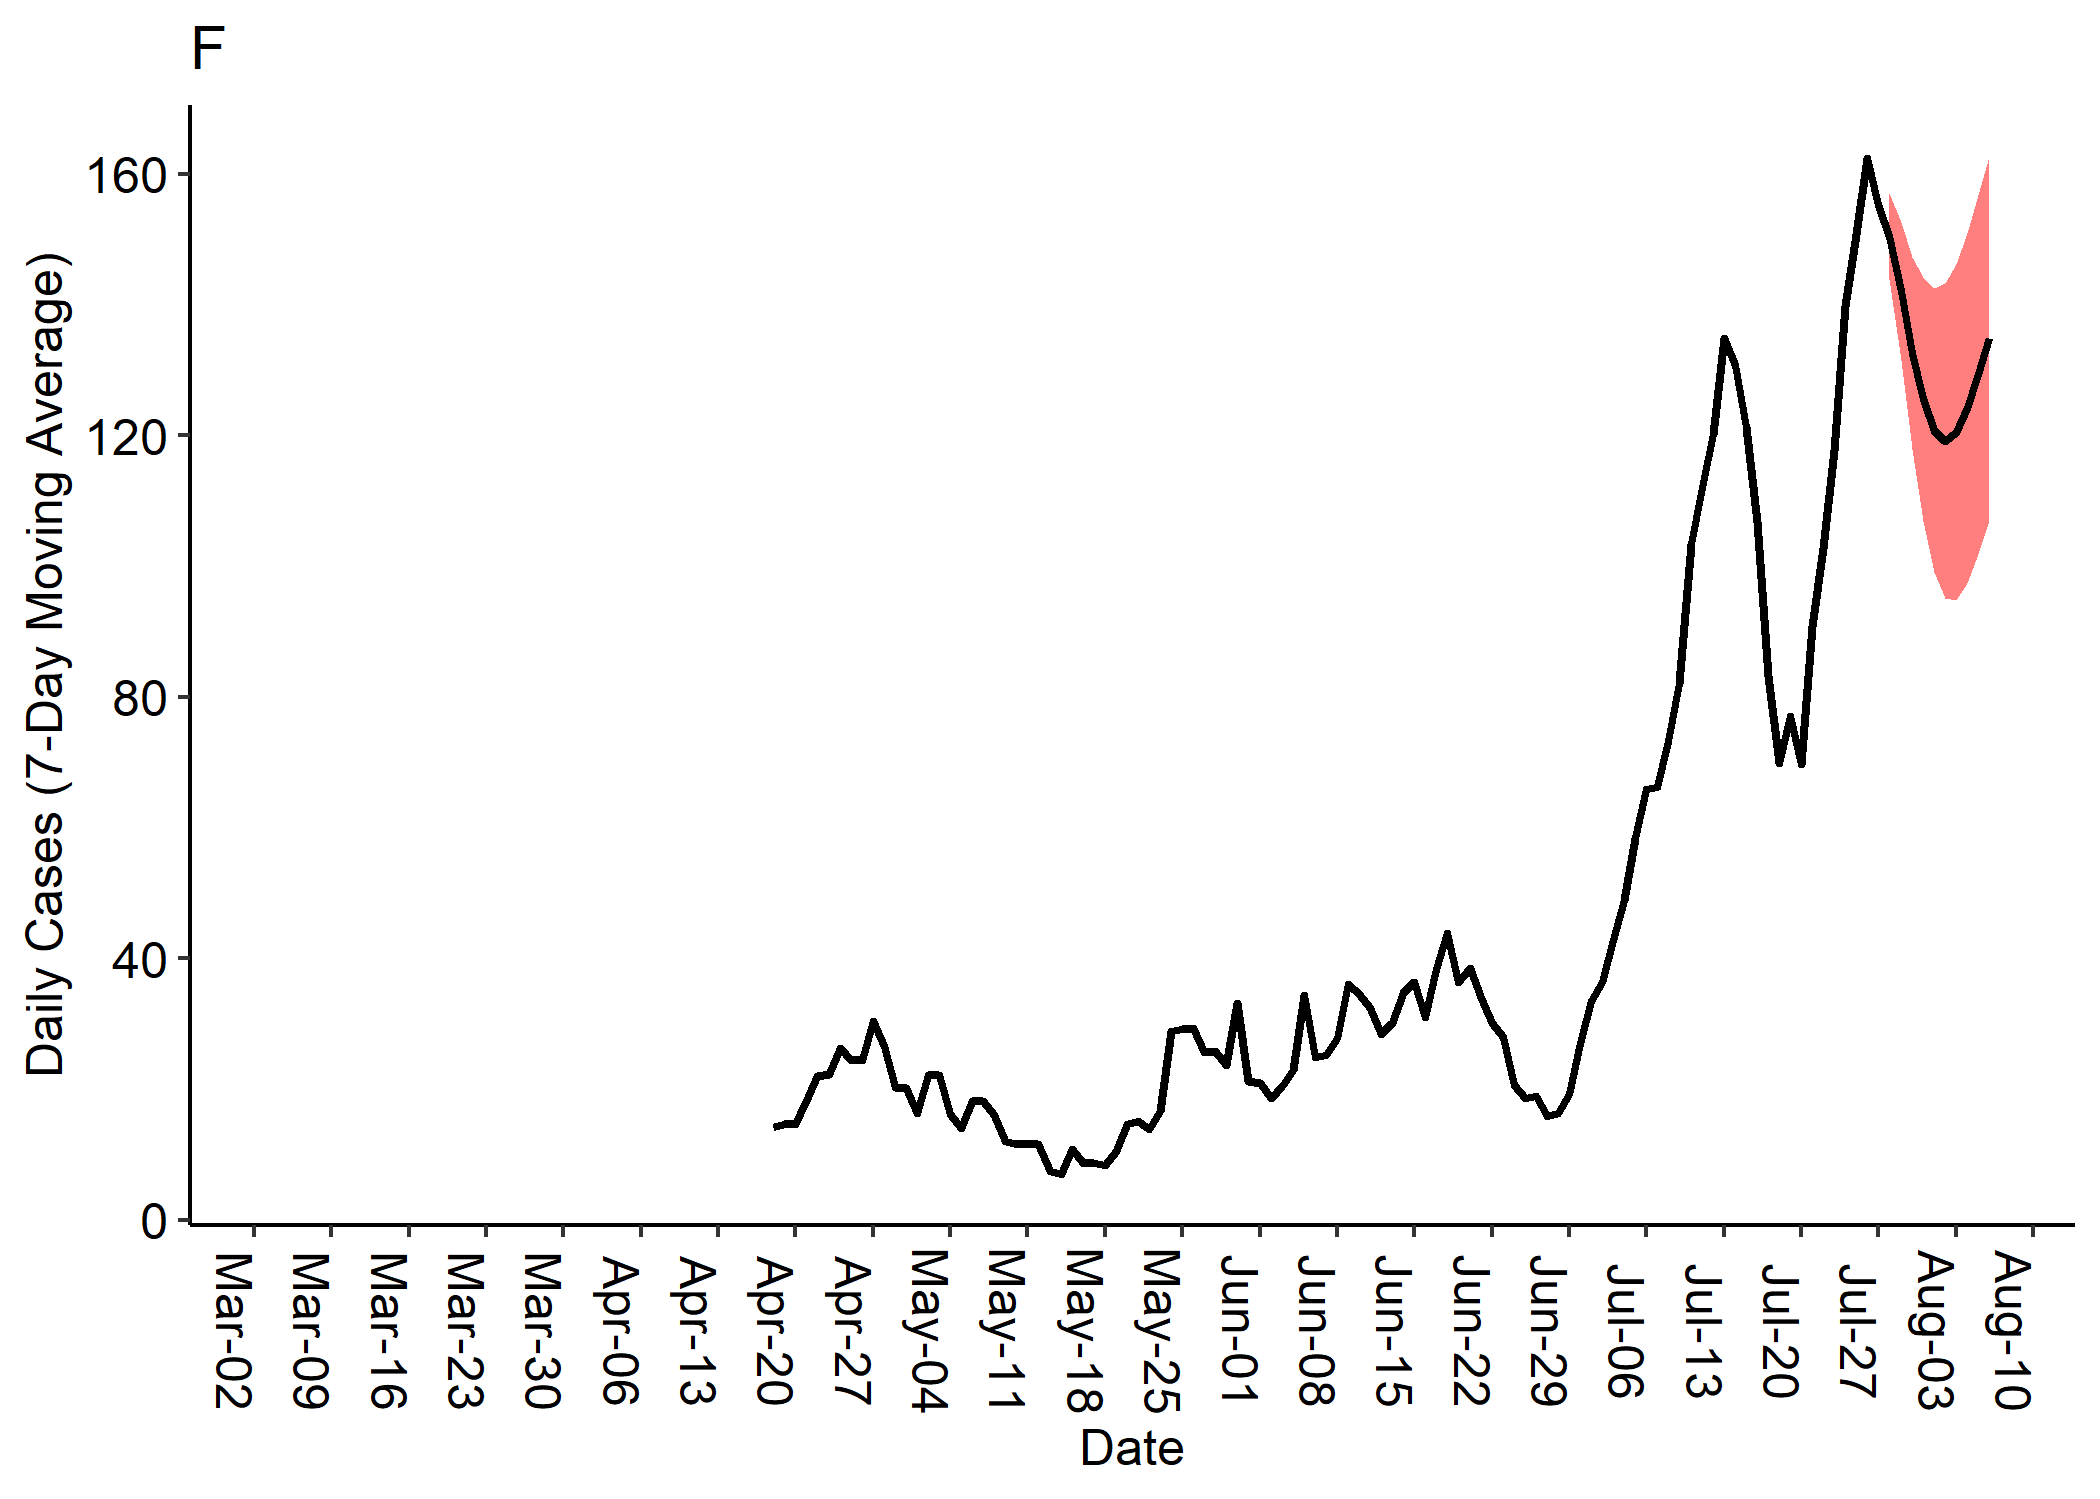 F
Daily Cases (7-Day Moving Average)
160
120
80
40
0
Mar-02
Mar-09
Mar-16
Mar-23
Mar-30
Apr-06
Apr-13
Apr-20
Apr-27
May-04
May-11
May-18
May-25
Jun-01
Jun-08
Jun-15
Jun-22
Jun-29
Jul-06
Jul-13
Jul-20
Jul-27
Aug-03
Aug-10
Date